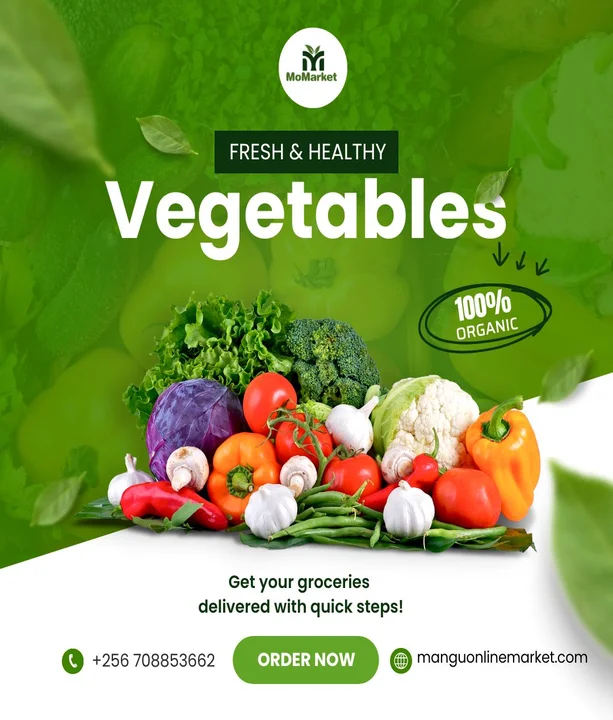 MoMarket
FRESH & HEALTHY
Vegetables
100%
ORGANIC
Get your groceries
delivered with quick steps!
+256 708853662
ORDER NOW
manguonlinemarket.com